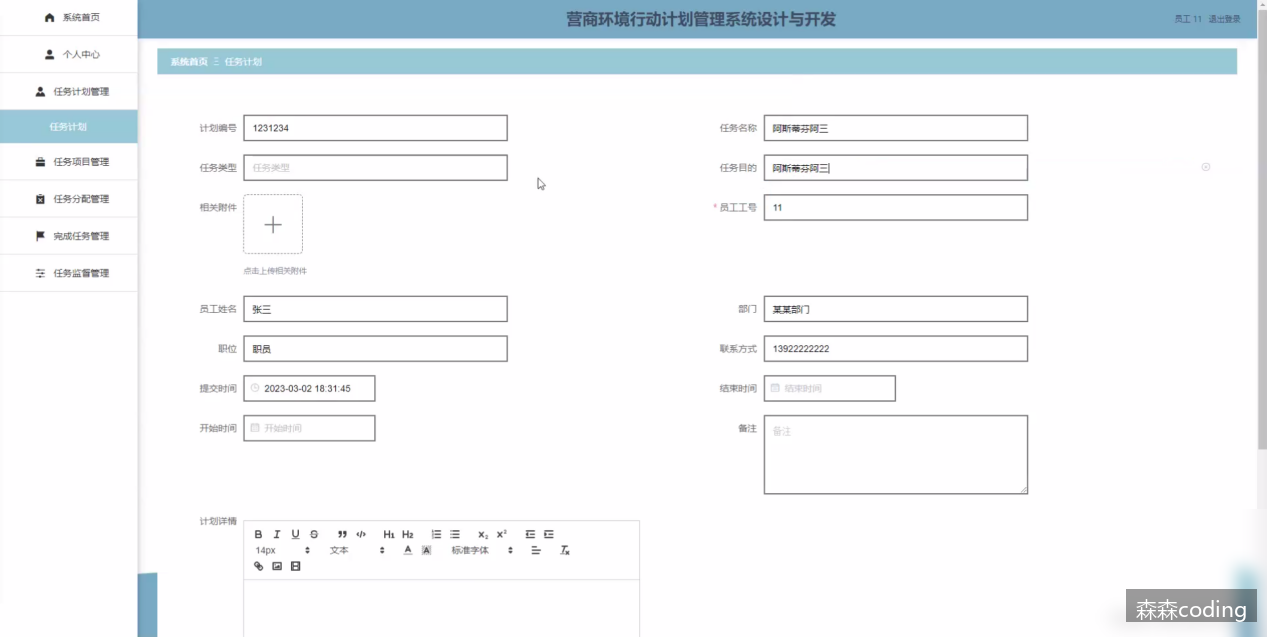 系统首页
营商环境行动计划管理系统设计与开发
员工 11 退出登录
个人中心
系统首页 三 任务计划
任务计划管理
任务计划
任务项目管理
任务分配管理
完成任务管理
任务监督管理
计划编号 1231234 任务名称 阿斯蒂芬阿三
任务类型 任务类型 任务目的 阿斯蒂芬阿三
相关附件 * 员工工号 11
点击上传相关附件
员工姓名 张三 部门 某某部门
职位 职员 联系方式 13922222222
提交时间 2023-03-02 18:31:45 结束时间 结束时间
开始时间 开始时间 备注 备注
计划详情
B I U S ” </> H1 H2 X₂ X²
14px 文本 A A 标准字体 Tx
森森coding